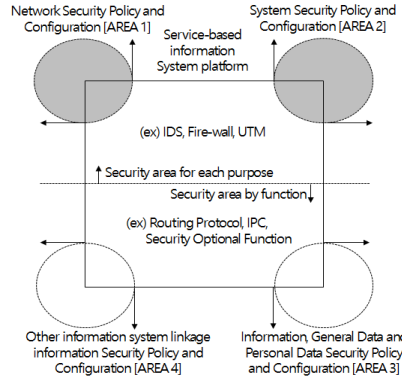 Network Security Policy and
Configuration [AREA 1]
System Security Policy and
Configuration [AREA 2]
Service-based
information
System platform
(ex) IDS, Fire-wall, UTM
Security area for each purpose
Security area by function
(ex) Routing Protocol, IPC,
Security Optional Function
Other information system linkage
information Security Policy and
Configuration [AREA 4]
Information, General Data and
Personal Data Security Policy
and Configuration [AREA 3]